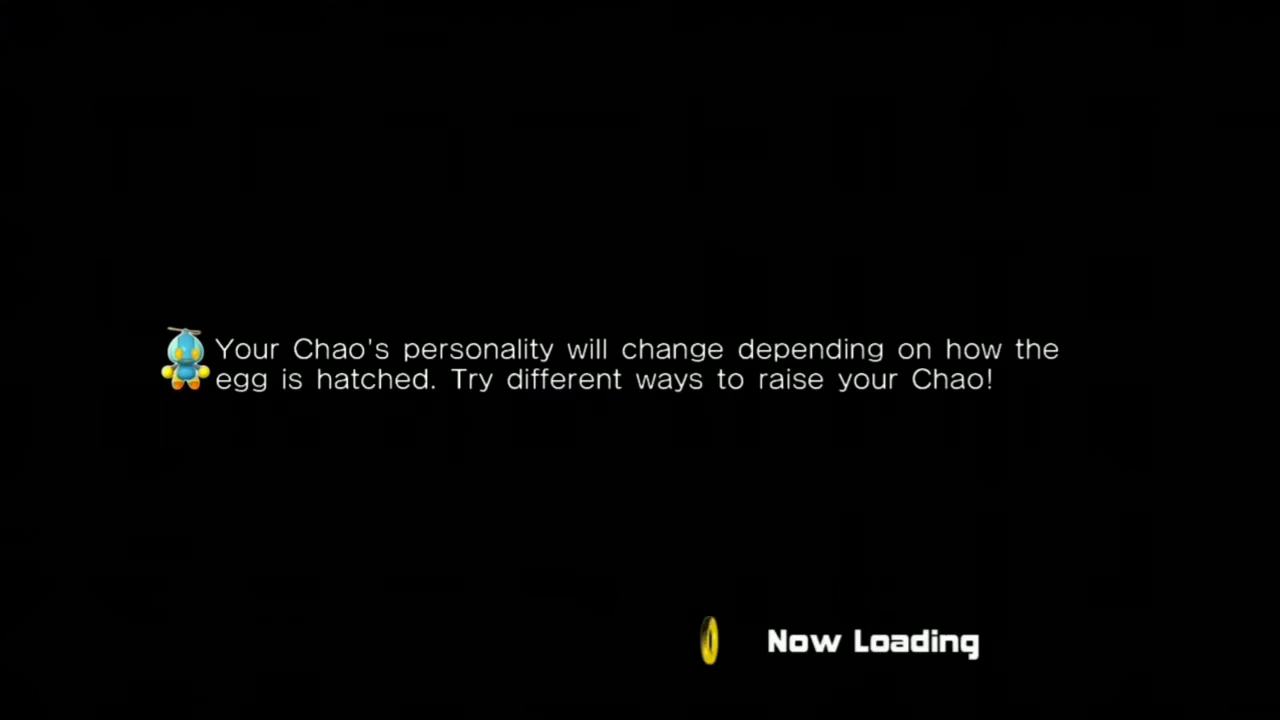 Your Chao's personality will change depending on how the
egg is hatched. Try different ways to raise your Chao!
Now Loading